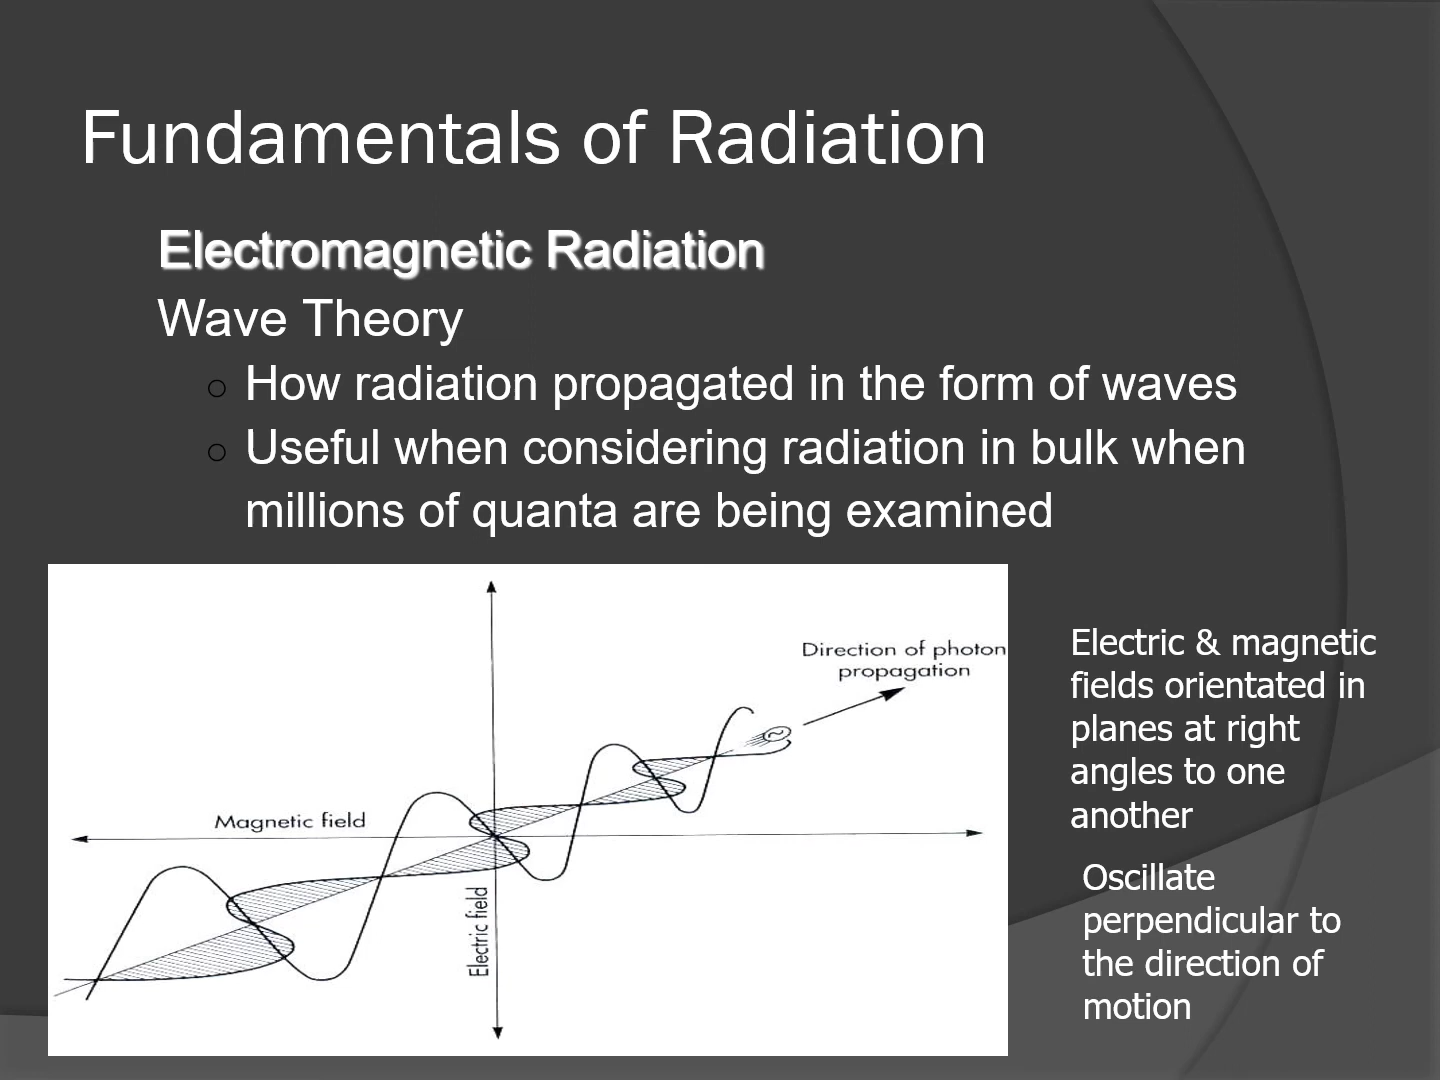 Fundamentals of Radiation
Electromagnetic Radiation
Wave Theory
○ How radiation propagated in the form of waves
○ Useful when considering radiation in bulk when
millions of quanta are being examined
Direction of photon
propagation
Magnetic field
Electric field
Electric & magnetic
fields orientated in
planes at right
angles to one
another
Oscillate
perpendicular to
the direction of
motion